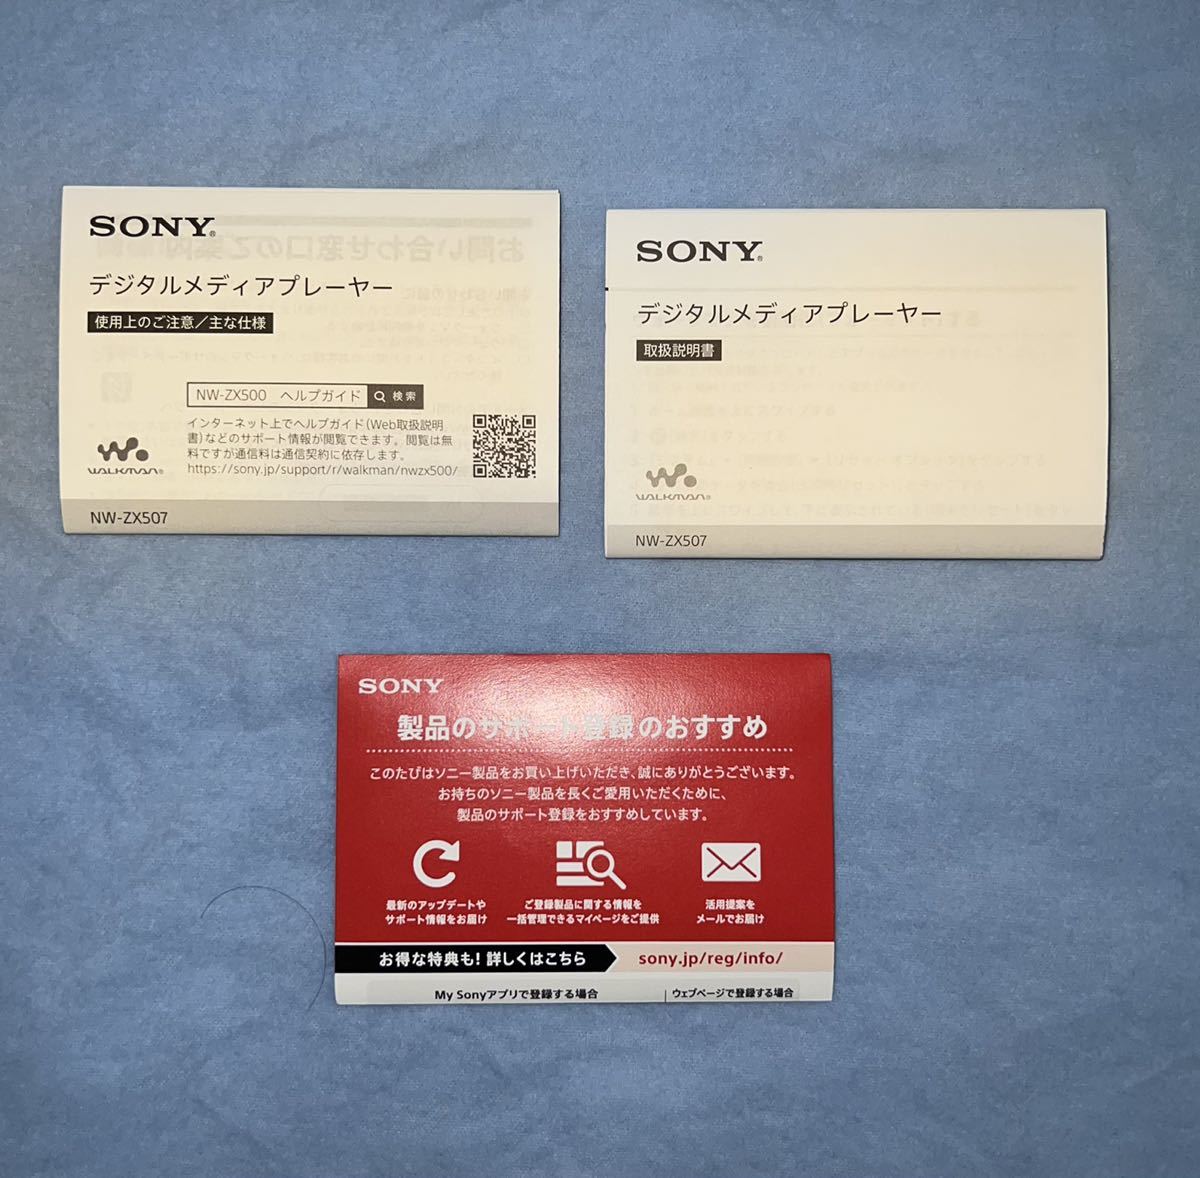 SONY®
デジタルメディアプレーヤー
使用上のご注意/主な仕様
NW-ZX500 ヘルプガイド 検索
インターネット上でヘルプガイド(Web取扱説明
書)などのサポート情報が閲覧できます。閲覧は無
料ですが通信料は通信契約に依存します。
https://sony.jp/support/r/walkman/nwzx500/
WALKMAN®
NW-ZX507
SONY®
デジタルメディアプレーヤー
取扱説明書
WALKMAN®
NW-ZX507
SONY
製品のサポート登録のおすすめ
このたびはソニー製品をお買い上げいただき、誠にありがとうございます。
お持ちのソニー製品を長くご愛用いただくために、
製品のサポート登録をおすすめしています。
最新のアップデートや
サポート情報をお届け
ご登録製品に関する情報を
一括管理できるマイページをご提供
活用提案を
メールでお届け
お得な特典も! 詳しくはこちら sony.jp/reg/info/
My Sonyアプリで登録する場合 ウェブページで登録する場合